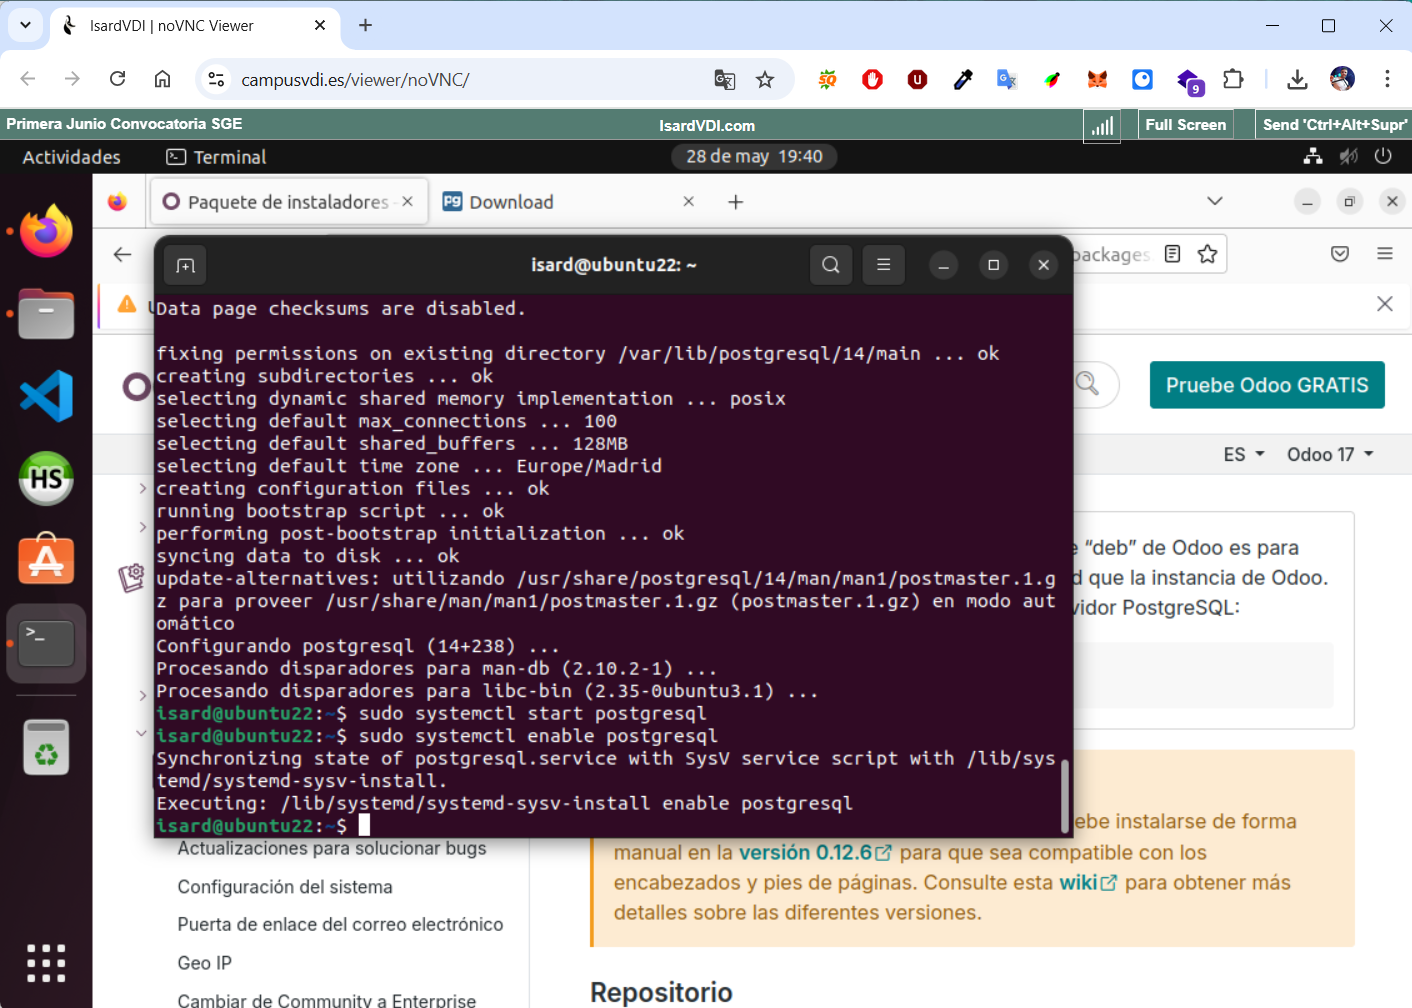 IsardVDI | noVNC Viewer
campusvdi.es/viewer/noVNC/
9
Primera Junio Convocatoria SGE
IsardVDI.com
Full Screen
Send 'Ctrl+Alt+Supr'
Actividades
Terminal
28 de may 19:40
Paquete de instaladores
Download
isard@ubuntu22: ~
packages.
Data page checksums are disabled.
fixing permissions on existing directory /var/lib/postgresql/14/main ... ok
creating subdirectories ... ok
selecting dynamic shared memory implementation ... posix
selecting default max_connections ... 100
selecting default shared_buffers ... 128MB
selecting default time zone ... Europe/Madrid
creating configuration files ... ok
running bootstrap script ... ok
performing post-bootstrap initialization ... ok
syncing data to disk ... ok
update-alternatives: utilizando /usr/share/postgresql/14/man/man1/postmaster.1.g
z para proveer /usr/share/man/man1/postmaster.1.gz (postmaster.1.gz) en modo aut
omático
Configurando postgresql (14+238) ...
Procesando disparadores para man-db (2.10.2-1) ...
Procesando disparadores para libc-bin (2.35-0ubuntu3.1) ...
isard@ubuntu22:~$ sudo systemctl start postgresql
isard@ubuntu22:~$ sudo systemctl enable postgresql
Synchronizing state of postgresql.service with SysV service script with /lib/sys
temd/systemd-sysv-install.
Executing: /lib/systemd/systemd-sysv-install enable postgresql
isard@ubuntu22:~$
Pruebe Odoo GRATIS
ES
Odoo 17
e “deb” de Odoo es para
d que la instancia de Odoo.
vidor PostgreSQL:
ebe instalarse de forma
manual en la versión 0.12.6 para que sea compatible con los
encabezados y pies de páginas. Consulte esta wiki para obtener más
detalles sobre las diferentes versiones.
Repositorio
Actualizaciones para solucionar bugs
Configuración del sistema
Puerta de enlace del correo electrónico
Geo IP
Cambiar de Community a Enterprise
HS